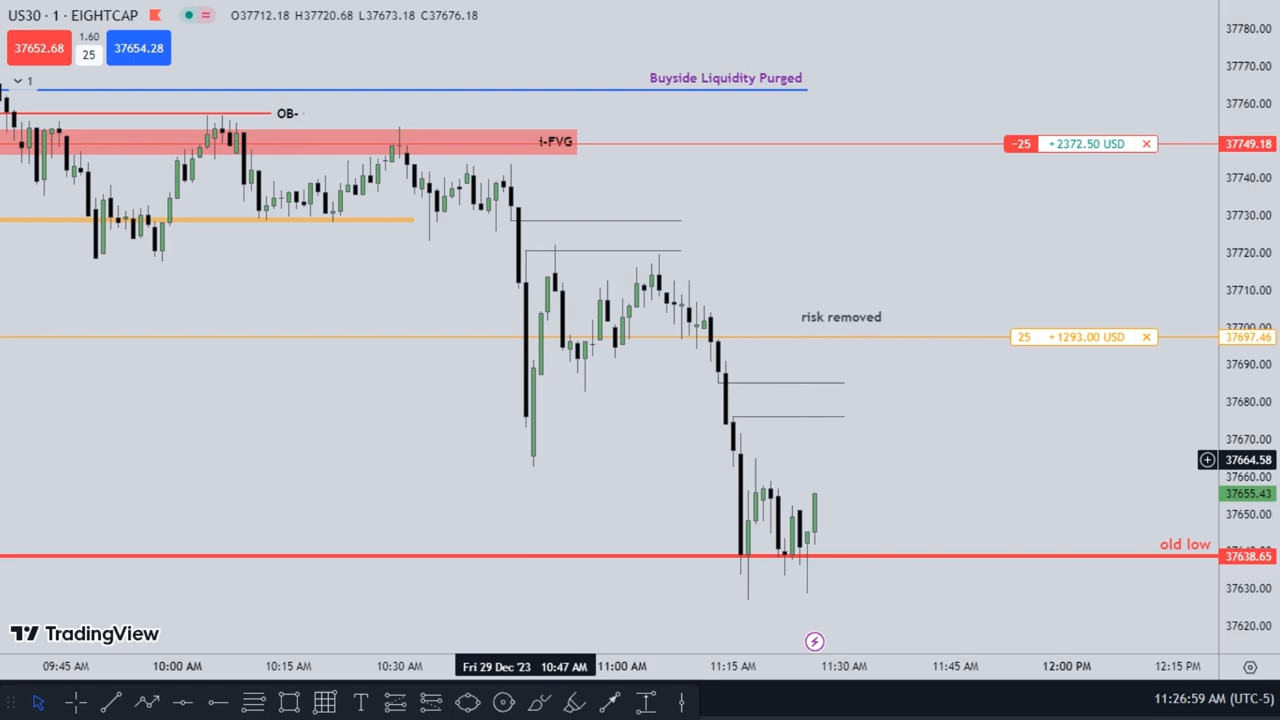 US30 · 1 · EIGHTCAP O37712.18 H37720.68 L37673.18 C37676.18
37652.68 1.60 25 37654.28
1
Buyside Liquidity Purged
OB-
i-FVG
-25 +2372.50 USD
risk removed
25 +1293.00 USD
old low
37780.00
37770.00
37760.00
37749.18
37740.00
37730.00
37720.00
37710.00
37700.00
37697.46
37690.00
37680.00
37670.00
37664.58
37660.00
37655.43
37650.00
37638.65
37630.00
37620.00
TradingView
09:45 AM 10:00 AM 10:15 AM 10:30 AM Fri 29 Dec '23 10:47 AM 11:00 AM 11:15 AM 11:30 AM 11:45 AM 12:00 PM 12:15 PM
11:26:59 AM (UTC-5)